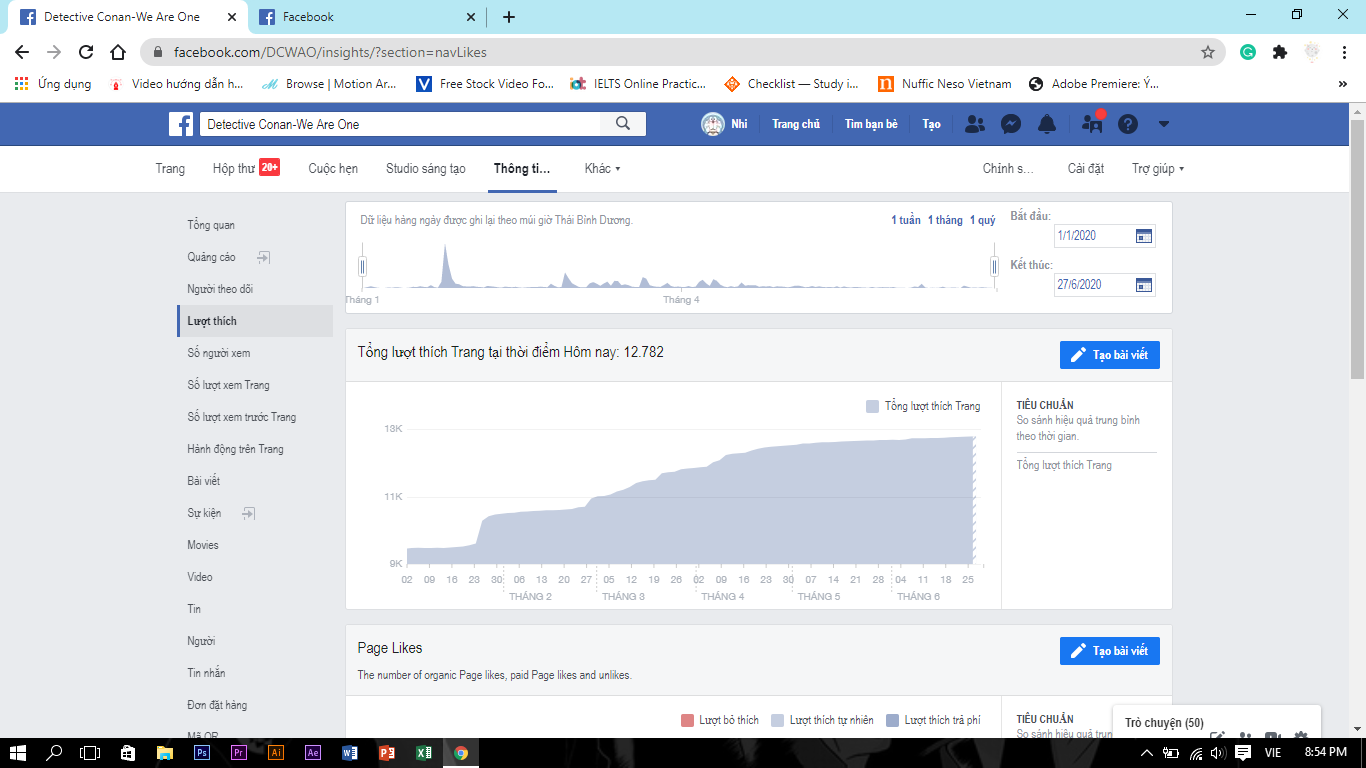 Detective Conan-We Are One
Facebook
facebook.com/DCWAO/insights/?section=navLikes
Ứng dụng
Video hướng dẫn h...
Browse | Motion Ar...
Free Stock Video Fo...
IELTS Online Practic...
Checklist — Study i...
Nuffic Neso Vietnam
Adobe Premiere: Ý...
Detective Conan-We Are One
Nhi
Trang chủ
Tìm bạn bè
Tạo
Trang
Hộp thư 20+
Cuộc hẹn
Studio sáng tạo
Thông ti...
Khác
Chỉnh s...
Cài đặt
Trợ giúp
Tổng quan
Quảng cáo
Người theo dõi
Lượt thích
Số người xem
Số lượt xem Trang
Số lượt xem trước Trang
Hành động trên Trang
Bài viết
Sự kiện
Movies
Video
Tin
Người
Tin nhắn
Đơn đặt hàng
Mã QR
Dữ liệu hàng ngày được ghi lại theo múi giờ Thái Bình Dương.
1 tuần 1 tháng 1 quý
Tháng 1
Tháng 4
Bắt đầu:
1/1/2020
Kết thúc:
27/6/2020
Tổng lượt thích Trang tại thời điểm Hôm nay: 12.782
Tạo bài viết
Tổng lượt thích Trang
13K
11K
9K
02 09 16 23 30 06 13 20 27 05 12 19 26 02 09 16 23 30 07 14 21 28 04 11 18 25
THÁNG 2 THÁNG 3 THÁNG 4 THÁNG 5 THÁNG 6
TIÊU CHUẨN
So sánh hiệu quả trung bình
theo thời gian.
Tổng lượt thích Trang
Page Likes
The number of organic Page likes, paid Page likes and unlikes.
Tạo bài viết
Lượt bỏ thích
Lượt thích tự nhiên
Lượt thích trả phí
TIÊU CHUẨN
So sánh hiệu quả trung bình
Trò chuyện (50)
Ps
Pr
Ai
Ae
VIE
8:54 PM